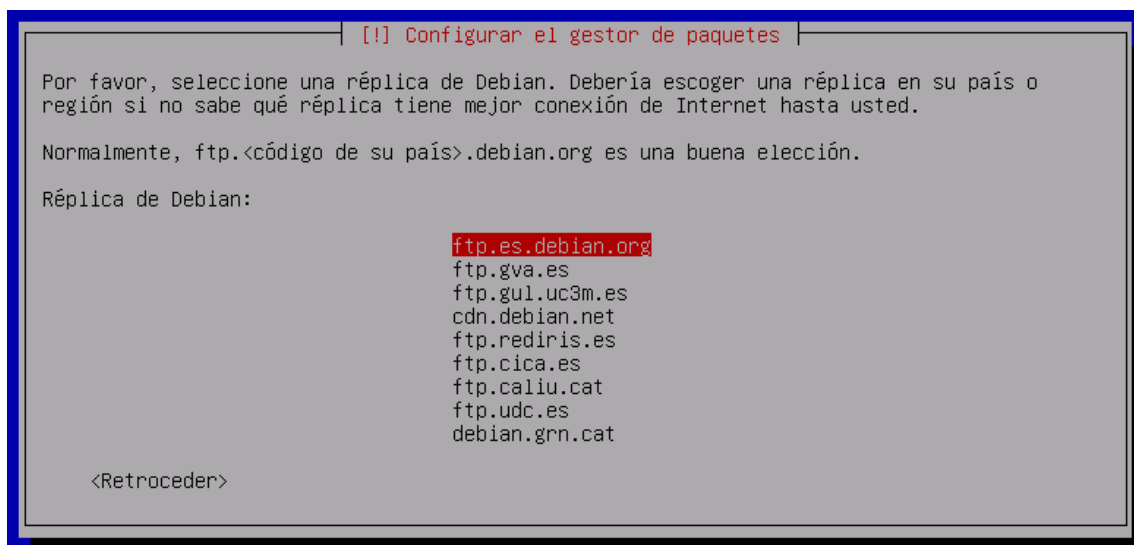 [!] Configurar el gestor de paquetes
Por favor, seleccione una réplica de Debian. Debería escoger una réplica en su país o
región si no sabe qué réplica tiene mejor conexión de Internet hasta usted.
Normalmente, ftp.<código de su país>.debian.org es una buena elección.
Réplica de Debian:
ftp.es.debian.org
ftp.gva.es
ftp.gul.uc3m.es
cdn.debian.net
ftp.rediris.es
ftp.cica.es
ftp.caliu.cat
ftp.udc.es
debian.grn.cat
<Retroceder>